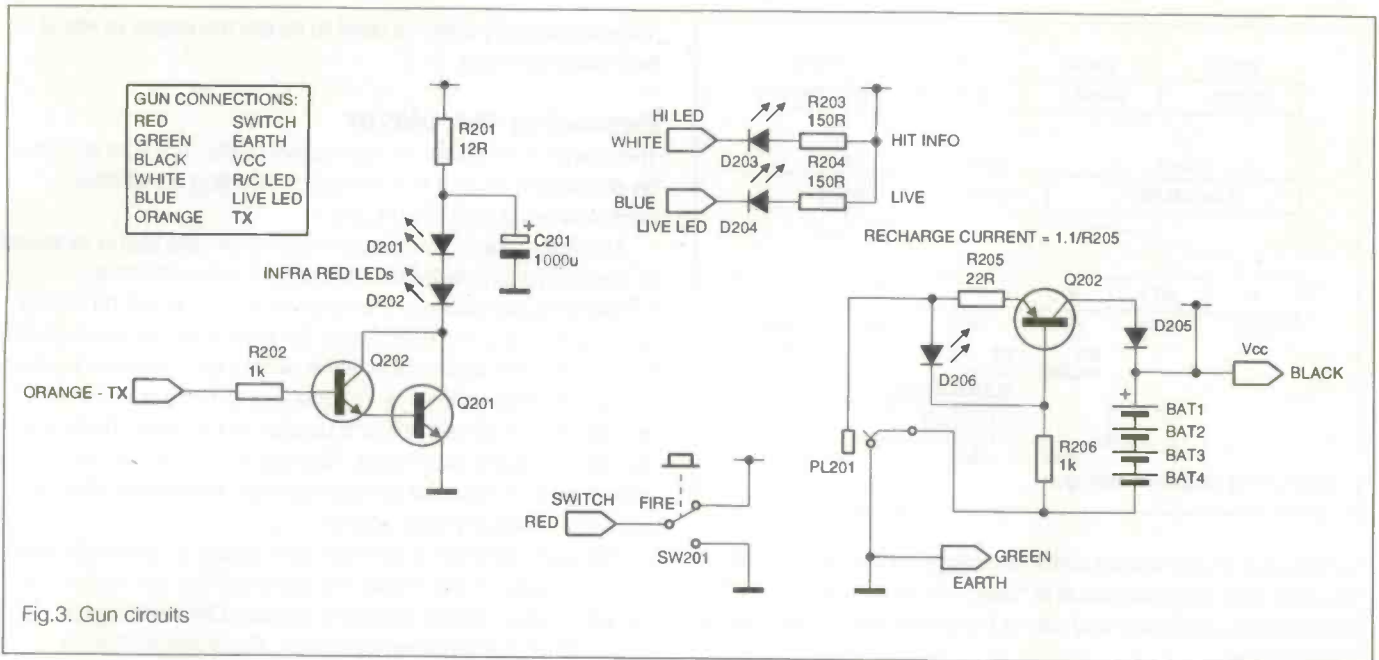 GUN CONNECTIONS:
RED SWITCH
GREEN EARTH
BLACK VCC
WHITE R/C LED
BLUE LIVE LED
ORANGE TX
R201
12R
D201
INFRA RED LEDs
D202
+
C201
1000u
R202
1k
Q202
Q201
ORANGE - TX
HI LED
WHITE
D203
R203
150R
HIT INFO
R204
150R
BLUE
LIVE LED
D204
LIVE
RECHARGE CURRENT = 1.1/R205
R205
22R
Q202
D205
D206
Vcc
BLACK
+
BAT1
BAT2
BAT3
BAT4
R206
1k
PL201
GREEN
EARTH
SWITCH
RED
FIRE
SW201
Fig.3. Gun circuits